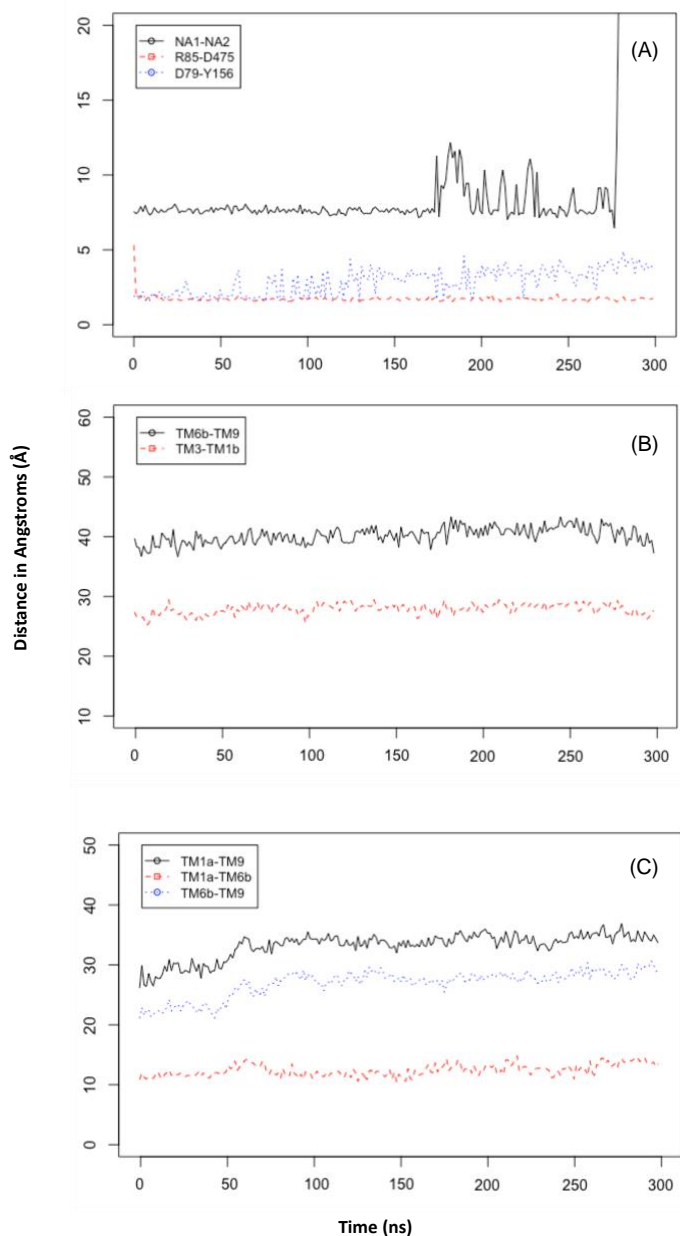 NA1-NA2
R85-D475
D79-Y156
(A)
20
15
10
5
0
0 50 100 150 200 250 300
TM6b-TM9
TM3-TM1b
(B)
60
50
40
30
20
10
0 50 100 150 200 250 300
Distance in Angstroms (Å)
TM1a-TM9
TM1a-TM6b
TM6b-TM9
(C)
50
40
30
20
10
0
0 50 100 150 200 250 300
Time (ns)